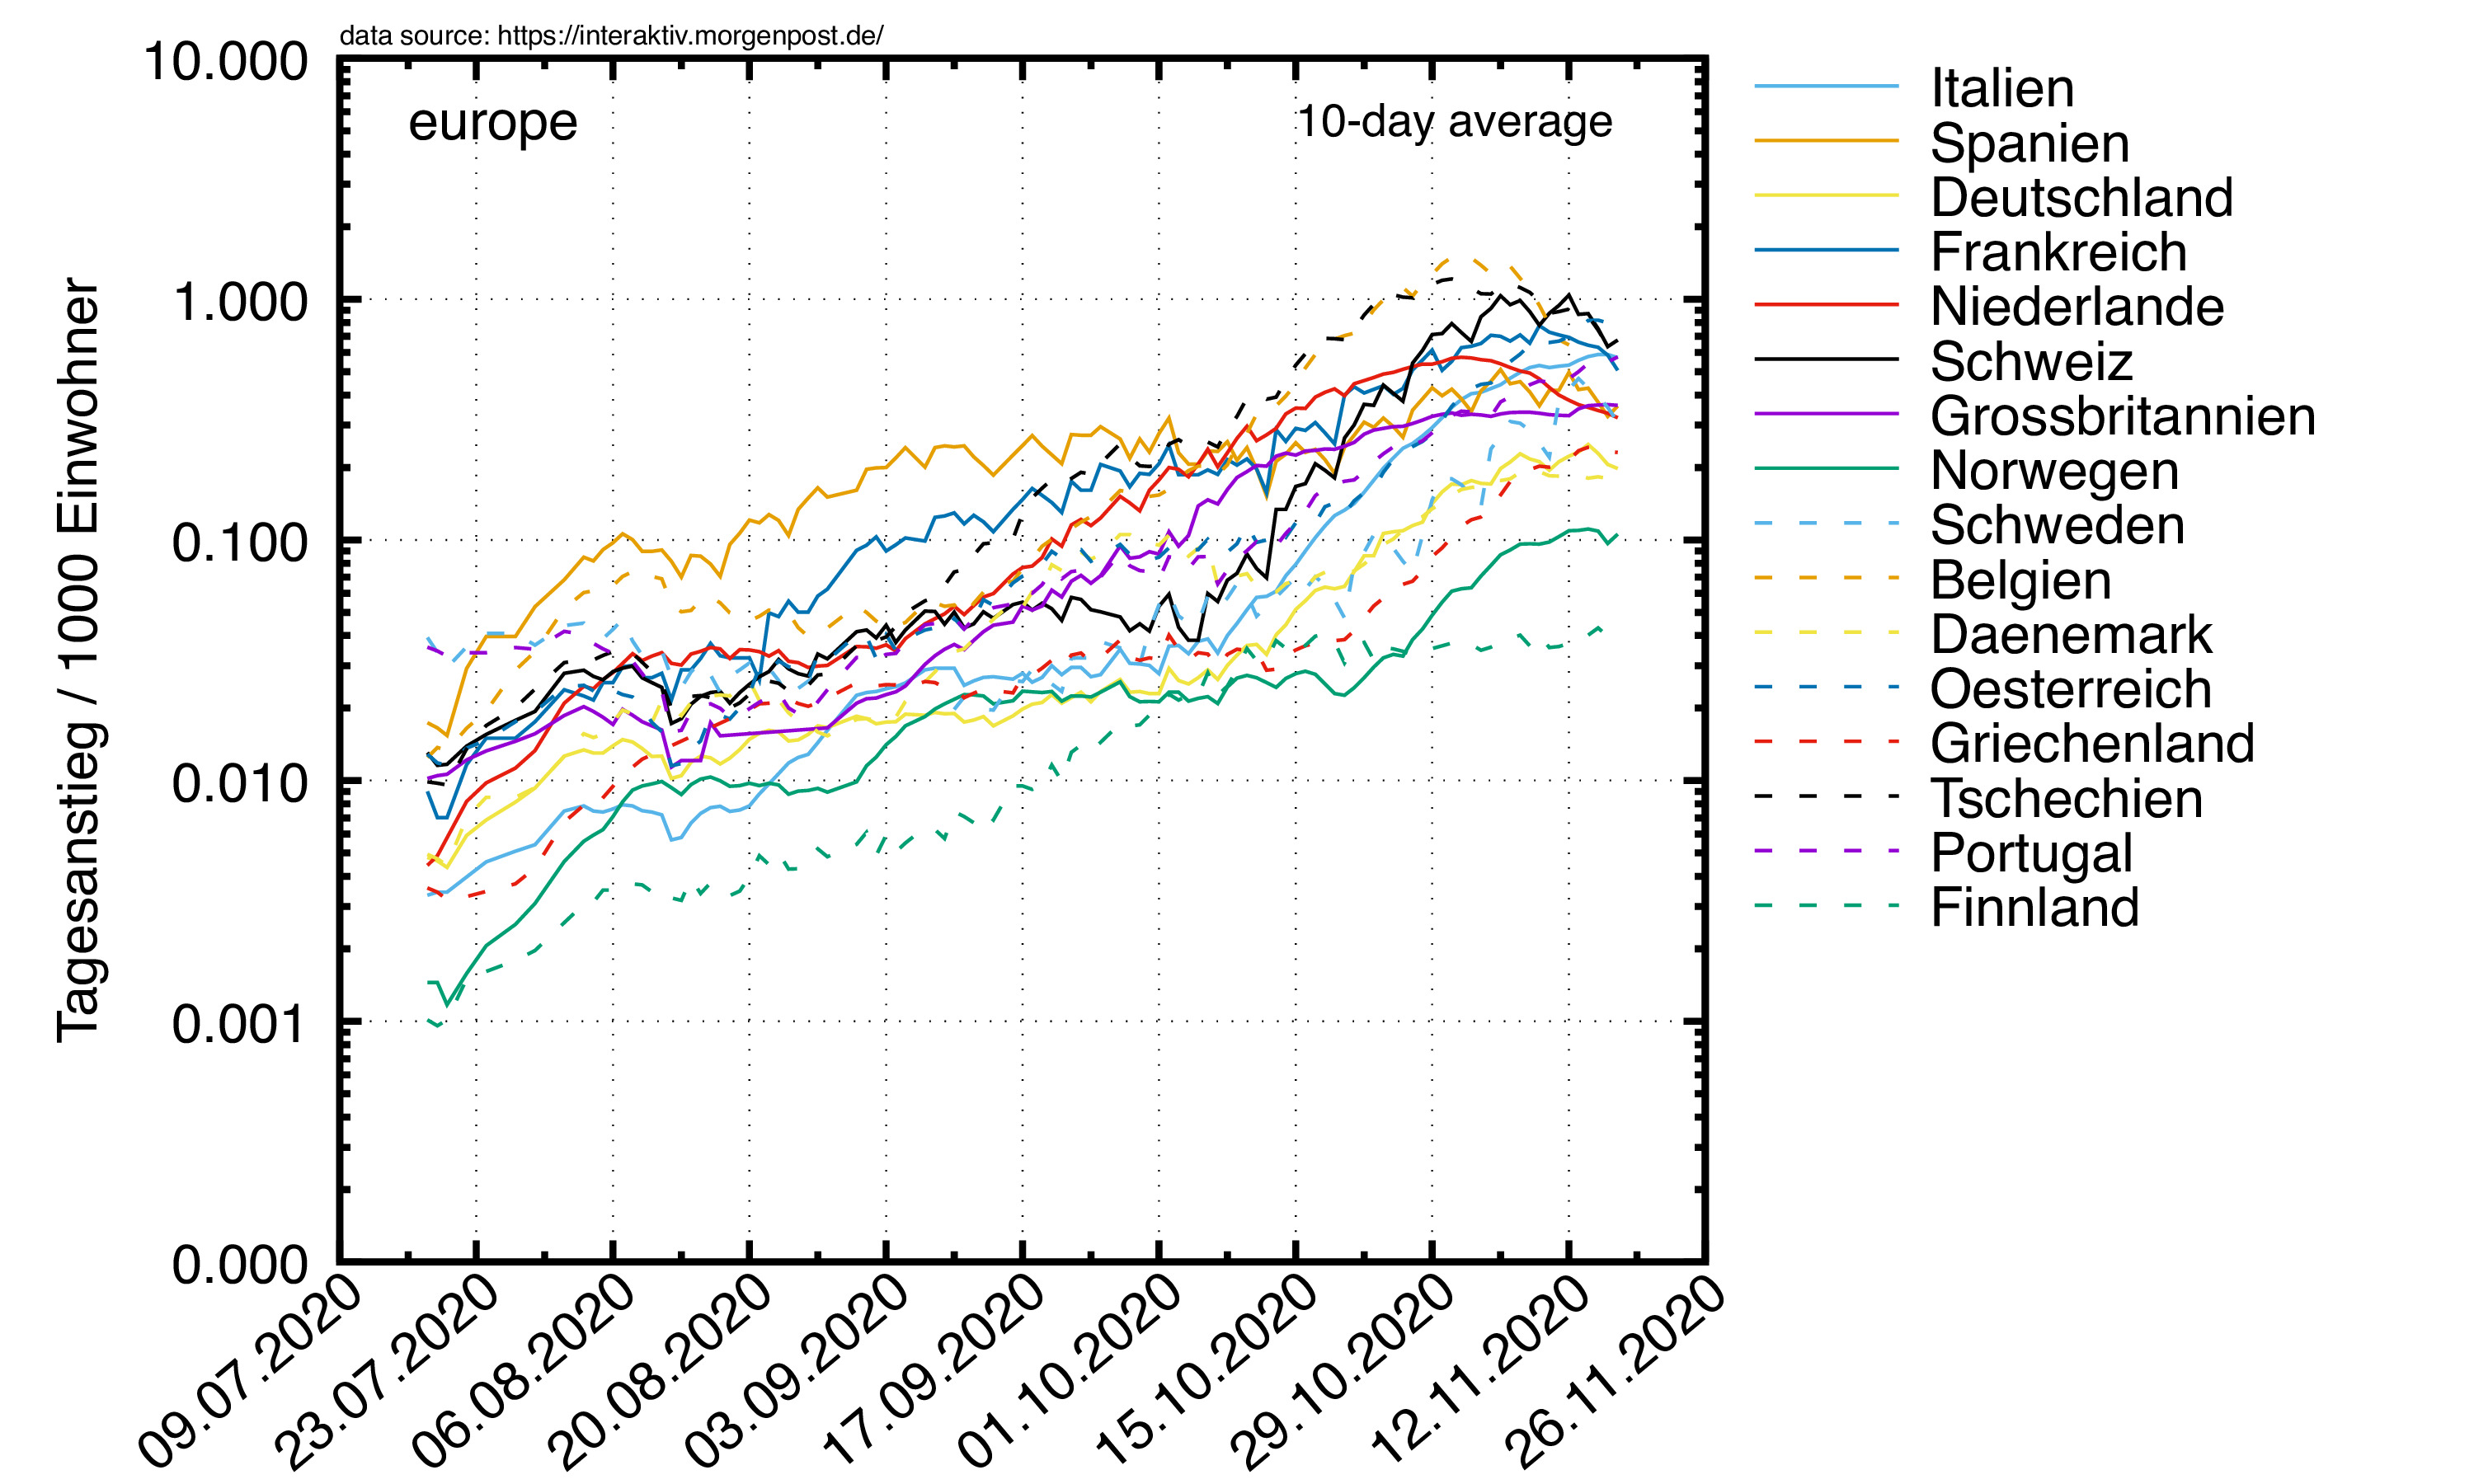 data source: https://interaktiv.morgenpost.de/
europe
10-day average
Tagesanstieg / 1000 Einwohner
10.000
1.000
0.100
0.010
0.001
0.000
09.07.2020
23.07.2020
06.08.2020
20.08.2020
03.09.2020
17.09.2020
01.10.2020
15.10.2020
29.10.2020
12.11.2020
26.11.2020
Italien
Spanien
Deutschland
Frankreich
Niederlande
Schweiz
Grossbritannien
Norwegen
Schweden
Belgien
Daenemark
Oesterreich
Griechenland
Tschechien
Portugal
Finnland